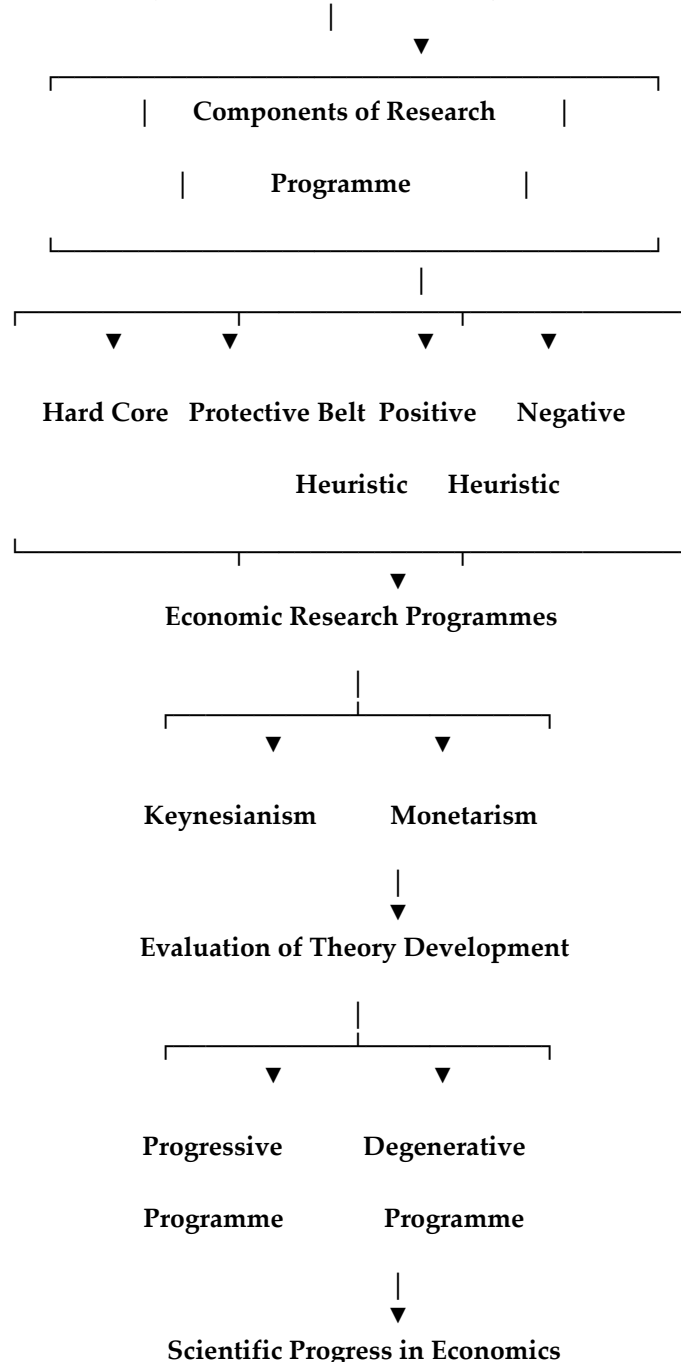 Components of Research
Programme
Hard Core Protective Belt Positive Negative
Heuristic Heuristic
Economic Research Programmes
Keynesianism Monetarism
Evaluation of Theory Development
Progressive Degenerative
Programme Programme
Scientific Progress in Economics